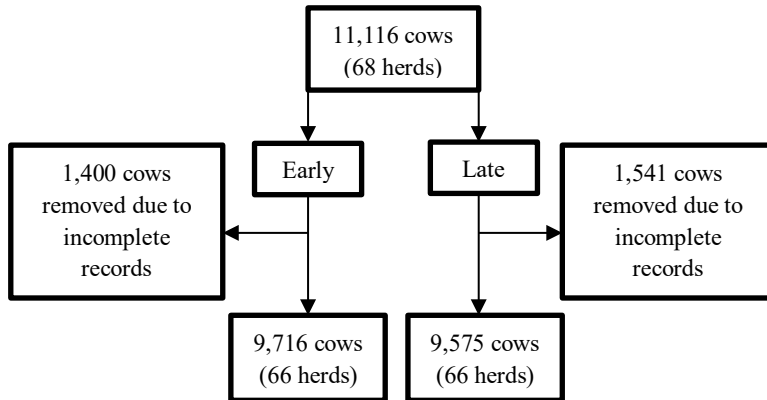 11,116 cows
(68 herds)
Early
Late
1,400 cows
removed due to
incomplete
records
1,541 cows
removed due to
incomplete
records
9,716 cows
(66 herds)
9,575 cows
(66 herds)